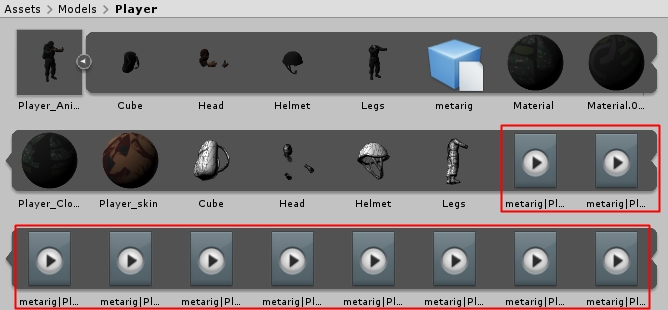 Assets > Models > Player
Player_Ani... Cube Head Helmet Legs metarig Material Material.0...
Player_Clo... Player_skin Cube Head Helmet Legs metarig|Pl... metarig|Pl...
metarig|Pl... metarig|Pl... metarig|Pl... metarig|Pl... metarig|Pl... metarig|Pl... metarig|Pl... metarig|Pl...